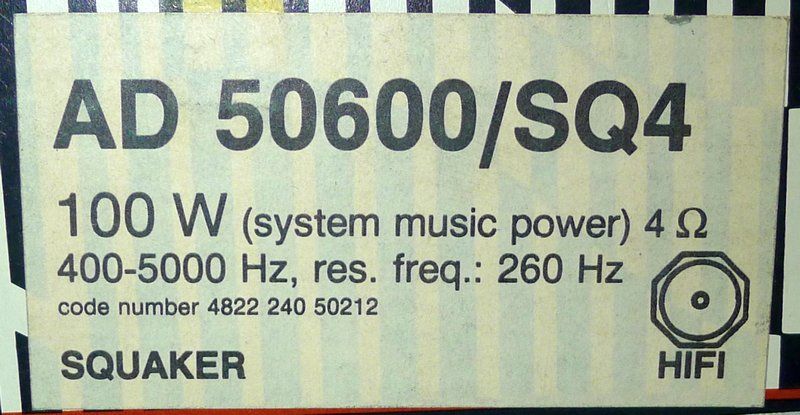 AD 50600/SQ4
100 W (system music power) 4 Ω
400-5000 Hz, res. freq.: 260 Hz
code number 4822 240 50212
SQUAKER
HIFI